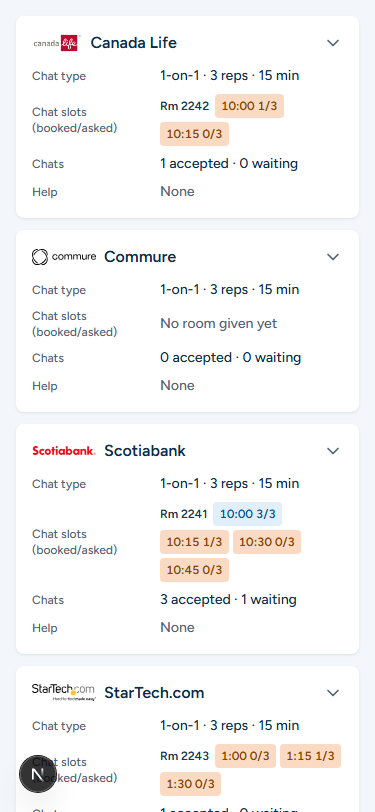 canada life Canada Life
Chat type 1-on-1 · 3 reps · 15 min
Chat slots (booked/asked) Rm 2242 10:00 1/3
10:15 0/3
Chats 1 accepted · 0 waiting
Help None
commure Commure
Chat type 1-on-1 · 3 reps · 15 min
Chat slots (booked/asked) No room given yet
Chats 0 accepted · 0 waiting
Help None
Scotiabank. Scotiabank
Chat type 1-on-1 · 3 reps · 15 min
Chat slots (booked/asked) Rm 2241 10:00 3/3
10:15 1/3 10:30 0/3
10:45 0/3
Chats 3 accepted · 1 waiting
Help None
StarTech.com StarTech.com
Hard-to-find made easy
Chat type 1-on-1 · 3 reps · 15 min
slots Rm 2243 1:00 0/3 1:15 1/3
N 1:30 0/3